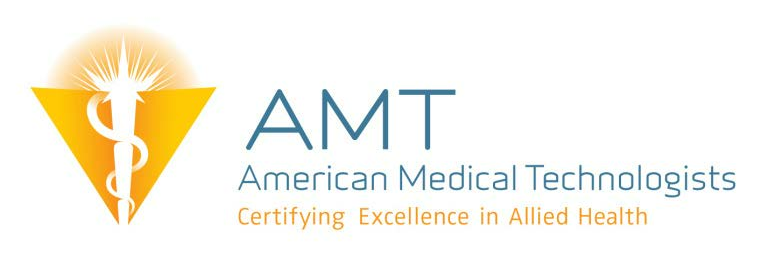 AMT
American Medical Technologists
Certifying Excellence in Allied Health